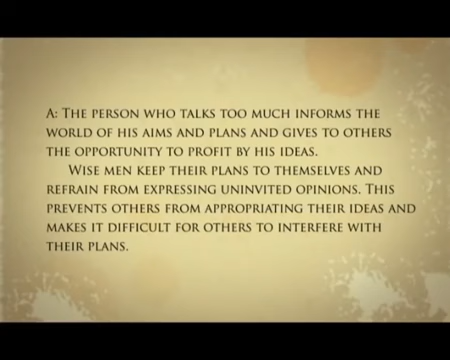 A: The person who talks too much informs the
world of his aims and plans and gives to others
the opportunity to profit by his ideas.
Wise men keep their plans to themselves and
refrain from expressing uninvited opinions. This
prevents others from appropriating their ideas and
makes it difficult for others to interfere with
their plans.